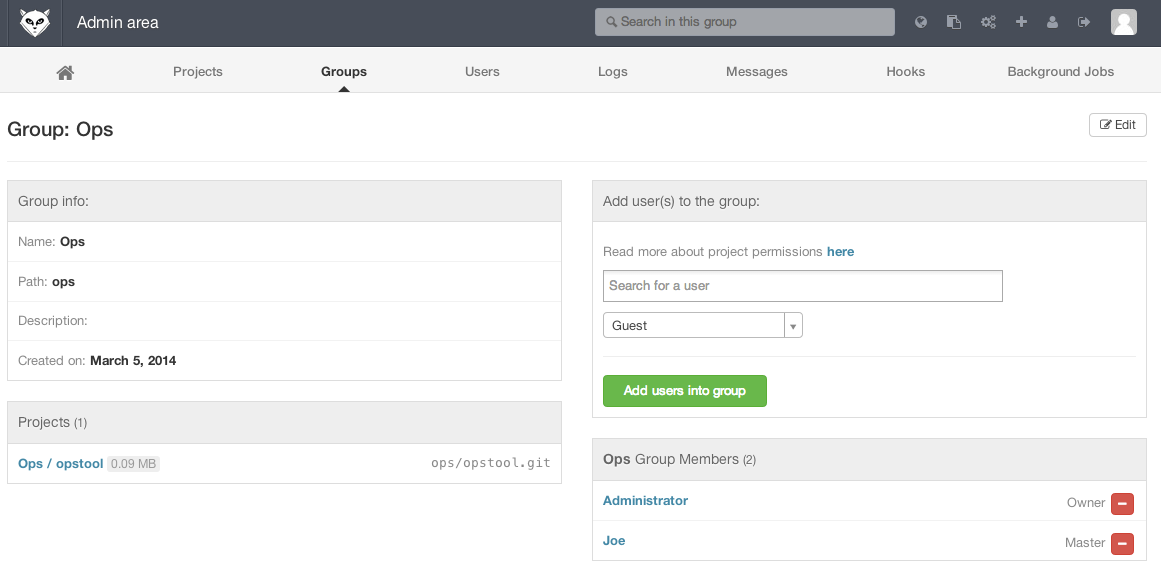 Admin area
Search in this group
Projects Groups Users Logs Messages Hooks Background Jobs
Group: Ops
Edit
Group info:
Name: Ops
Path: ops
Description:
Created on: March 5, 2014
Projects (1)
Ops / opstool 0.09 MB ops/opstool.git
Add user(s) to the group:
Read more about project permissions here
Search for a user
Guest
Add users into group
Ops Group Members (2)
Administrator Owner
Joe Master